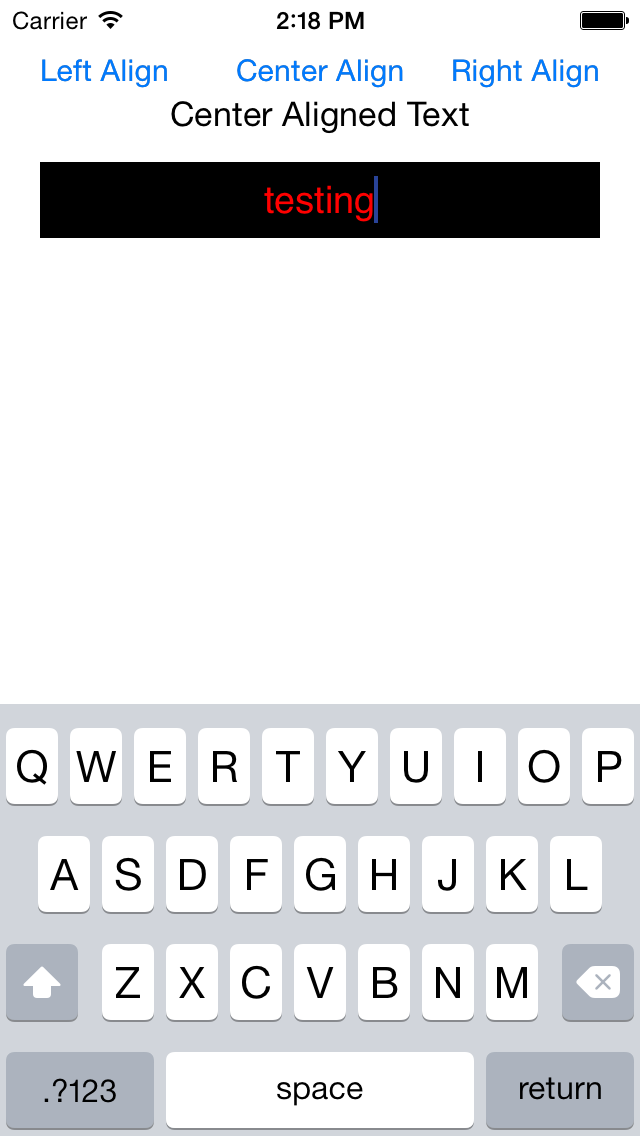 Carrier 2:18 PM
Left Align Center Align Right Align
Center Aligned Text
testing
Q W E R T Y U I O P
A S D F G H J K L
Z X C V B N M
.?123 space return